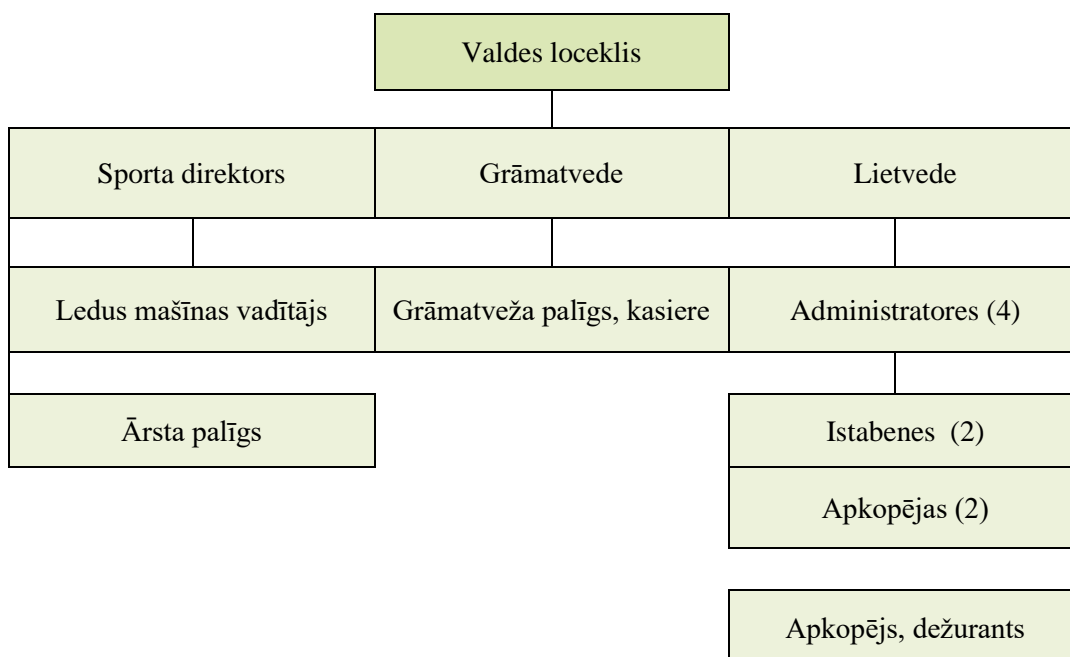 Valdes loceklis
Sporta direktors
Grāmatvede
Lietvede
Ledus mašīnas vadītājs
Grāmatveža palīgs, kasiere
Administratores (4)
Ārsta palīgs
Istabenes (2)
Apkopējas (2)
Apkopējs, dežurants